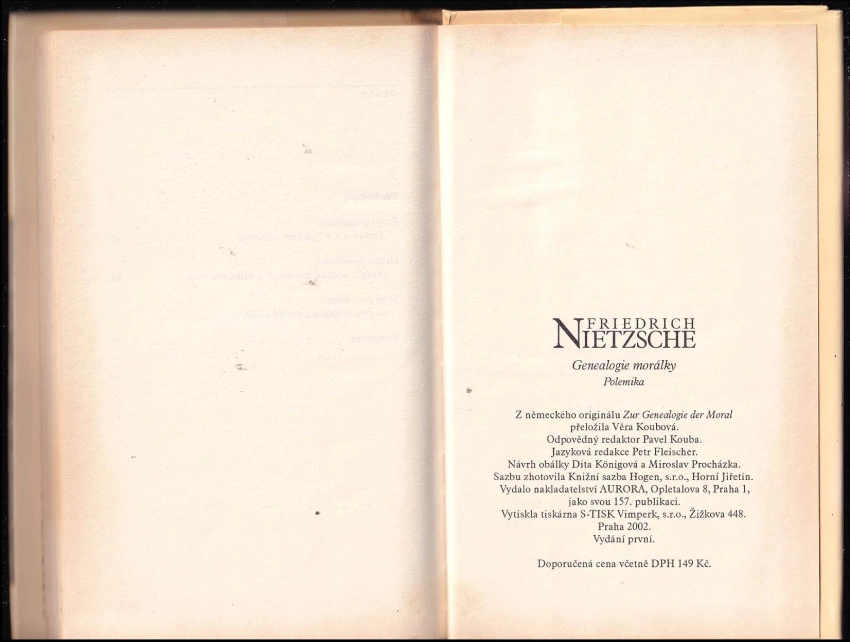 FRIEDRICH
NIETZSCHE
Genealogie morálky
Polemika
Z německého originálu Zur Genealogie der Moral
přeložila Věra Koubová.
Odpovědný redaktor Pavel Kouba.
Jazyková redakce Petr Fleischer.
Návrh obálky Dita Königová a Miroslav Procházka.
Sazbu zhotovila Knižní sazba Hogen, s.r.o., Horní Jiřetín.
Vydalo nakladatelství AURORA, Opletalova 8, Praha 1,
jako svou 157. publikaci.
Vytiskla tiskárna S-TISK Vimperk, s.r.o., Žižkova 448.
Praha 2002.
Vydání první.
Doporučená cena včetně DPH 149 Kč.